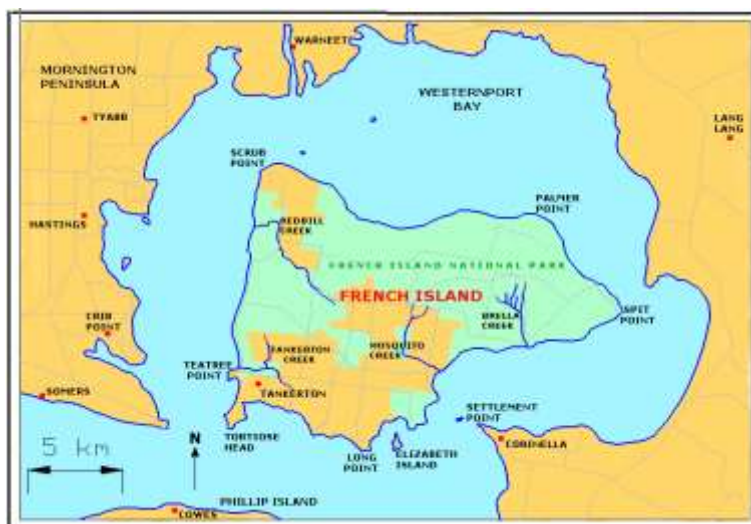 WARNEET
MORNINGTON
PENINSULA
WESTERNPORT
BAY
TYABB
LANG
LANG
SCRUB
POINT
PALMER
POINT
HASTINGS
REDBILL
CREEK
FRENCH ISLAND NATIONAL PARK
FRENCH ISLAND
CRIB
POINT
BRELLA
CREEK
SPIT
POINT
TANKERTON
CREEK
MOSQUITO
CREEK
TEATREE
POINT
SOMERS
TANKERTON
SETTLEMENT
POINT
TORTIOSE
HEAD
N
5 km
LONG
POINT
ELIZABETH
ISLAND
CORINELLA
PHILLIP ISLAND
COWES